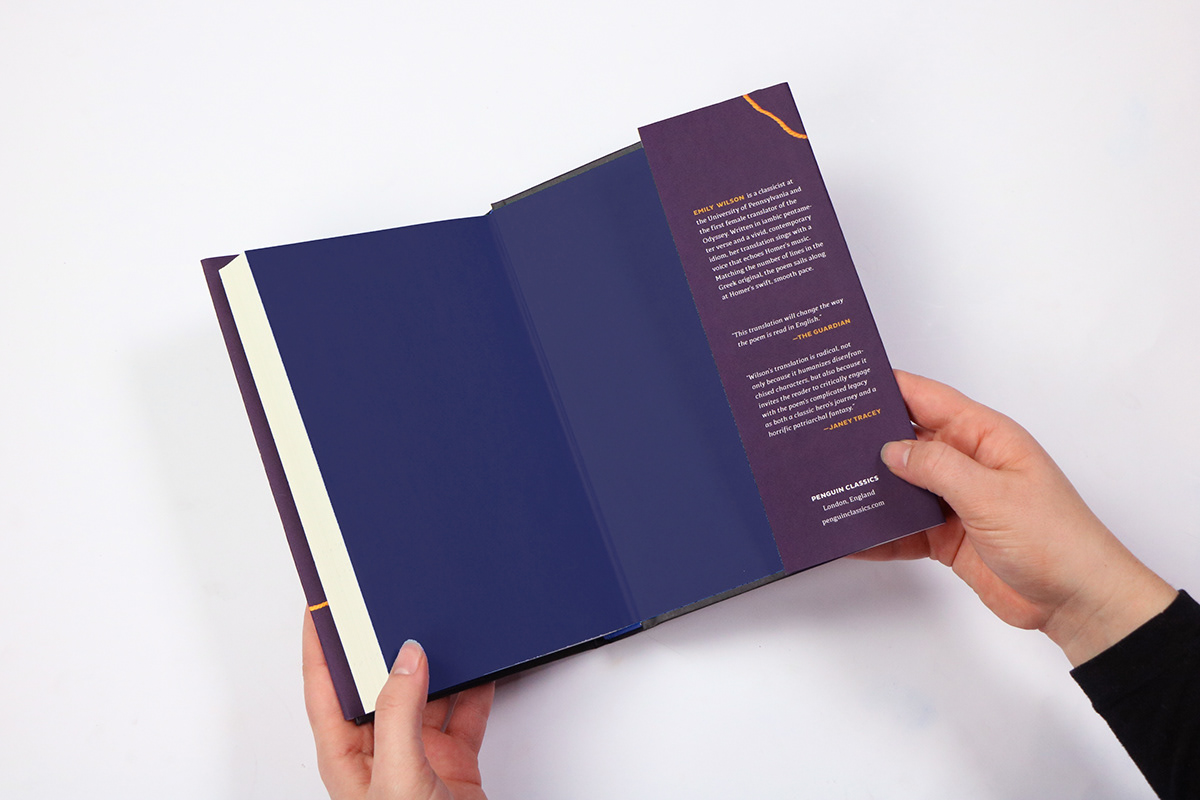 EMILY WILSON is a classicist at
the University of Pennsylvania and
the first female translator of the
Odyssey. Written in iambic pentame-
ter verse and a vivid, contemporary
idiom, her translation sings with a
voice that echoes Homer's music.
Matching the number of lines in the
Greek original, the poem sails along
at Homer's swift, smooth pace.
"This translation will change the way
the poem is read in English."
—THE GUARDIAN
"Wilson's translation is radical, not
only because it humanizes disenfran-
chised characters, but also because it
invites the reader to critically engage
with the poem's complicated legacy
as both a classic hero's journey and a
horrific patriarchal fantasy."
—JANEY TRACEY
PENGUIN CLASSICS
London, England
penguinclassics.com